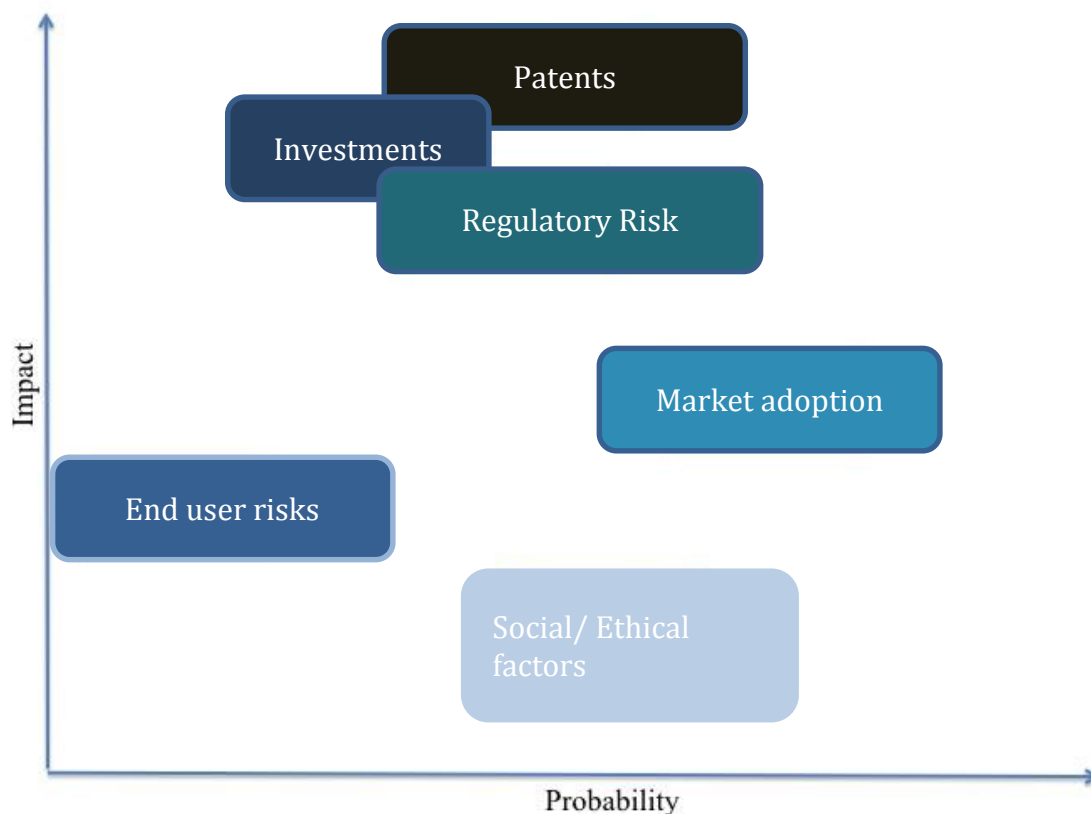 Patents
Investments
Regulatory Risk
Impact
Market adoption
End user risks
Social/ Ethical
factors
Probability